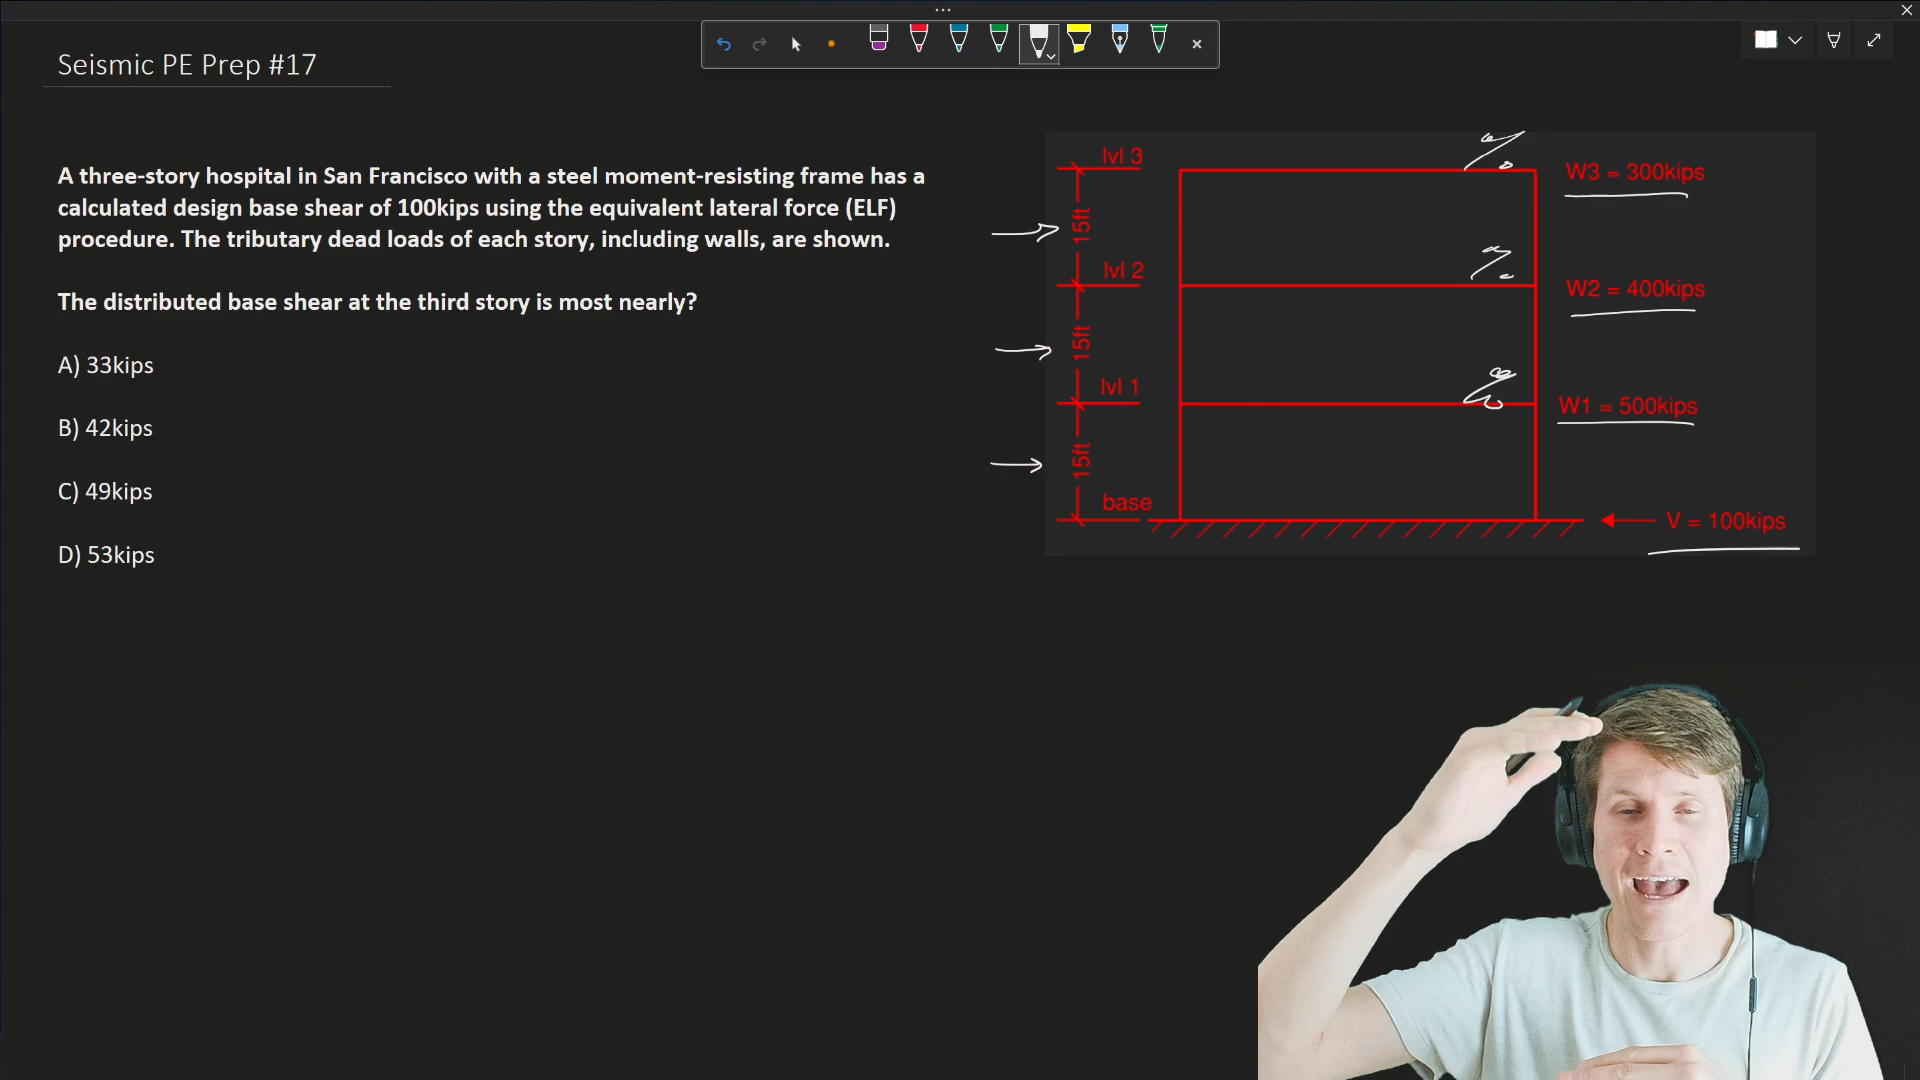 Seismic PE Prep #17
A three-story hospital in San Francisco with a steel moment-resisting frame has a
calculated design base shear of 100kips using the equivalent lateral force (ELF)
procedure. The tributary dead loads of each story, including walls, are shown.
The distributed base shear at the third story is most nearly?
A) 33kips
B) 42kips
C) 49kips
D) 53kips
lvl 3
W3 = 300kips
15ft
lvl 2
W2 = 400kips
15ft
lvl 1
W1 = 500kips
15ft
base
V = 100kips